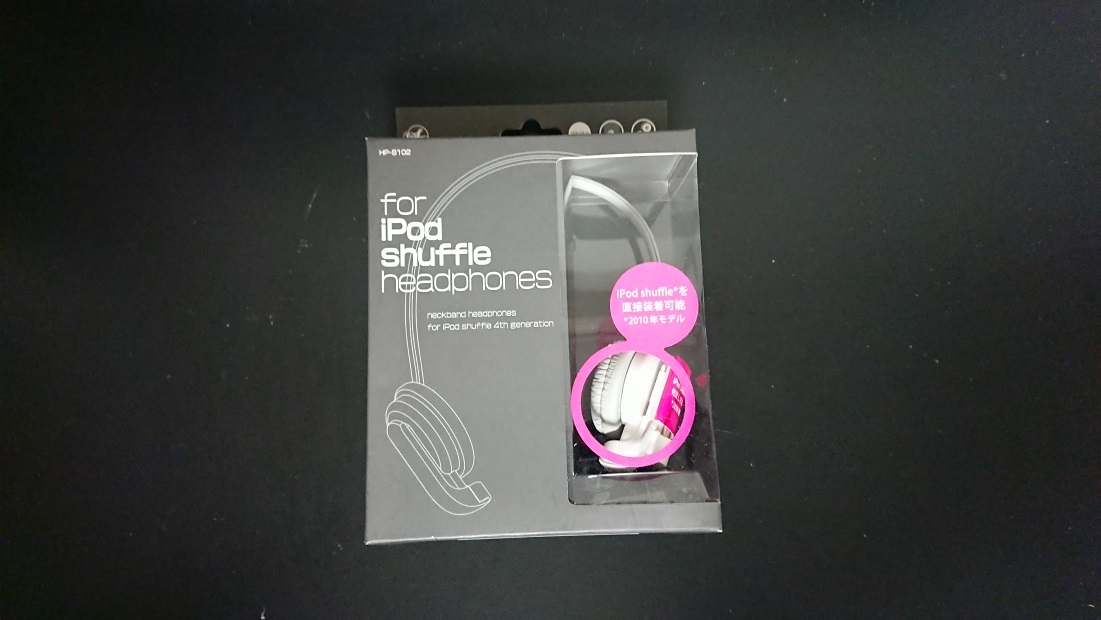 HP-S102
for
iPod
shuffle
headphones
neckband headphones
for iPod shuffle 4th generation
iPod shuffle*を
直接装着可能
*2010年モデル